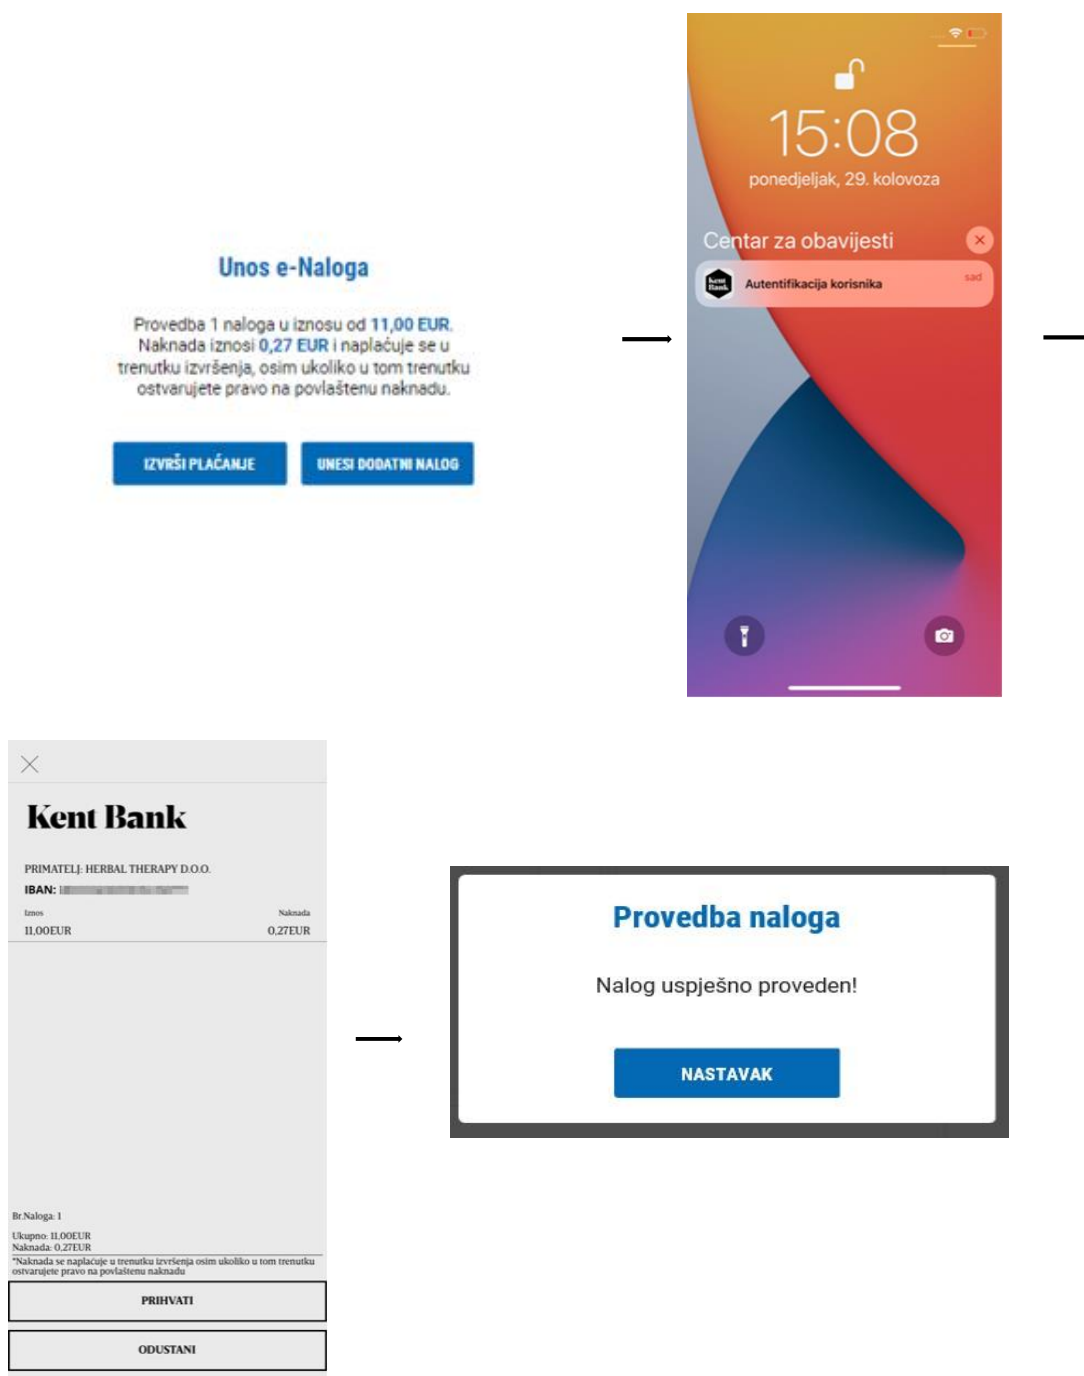 Unos e-Naloga
Provedba 1 naloga u iznosu od 11,00 EUR.
Naknada iznosi 0,27 EUR i naplaćuje se u
trenutku izvršenja, osim ukoliko u tom trenutku
ostvarujete pravo na povlaštenu naknadu.
IZVRŠI PLAĆANJE
UNESI DODATNI NALOG
15:08
ponedjeljak, 29. kolovoza
Centar za obavijesti
Kent Bank
Autentifikacija korisnika
sad
Kent Bank
PRIMATELJ: HERBAL THERAPY D.O.O.
IBAN:
Iznos Naknada
11,00EUR 0,27EUR
Br.Naloga: 1
Ukupno: 11,00EUR
Naknada: 0,27EUR
*Naknada se naplaćuje u trenutku izvršenja osim ukoliko u tom trenutku
ostvarujete pravo na povlaštenu naknadu
PRIHVATI
ODUSTANI
Provedba naloga
Nalog uspješno proveden!
NASTAVAK